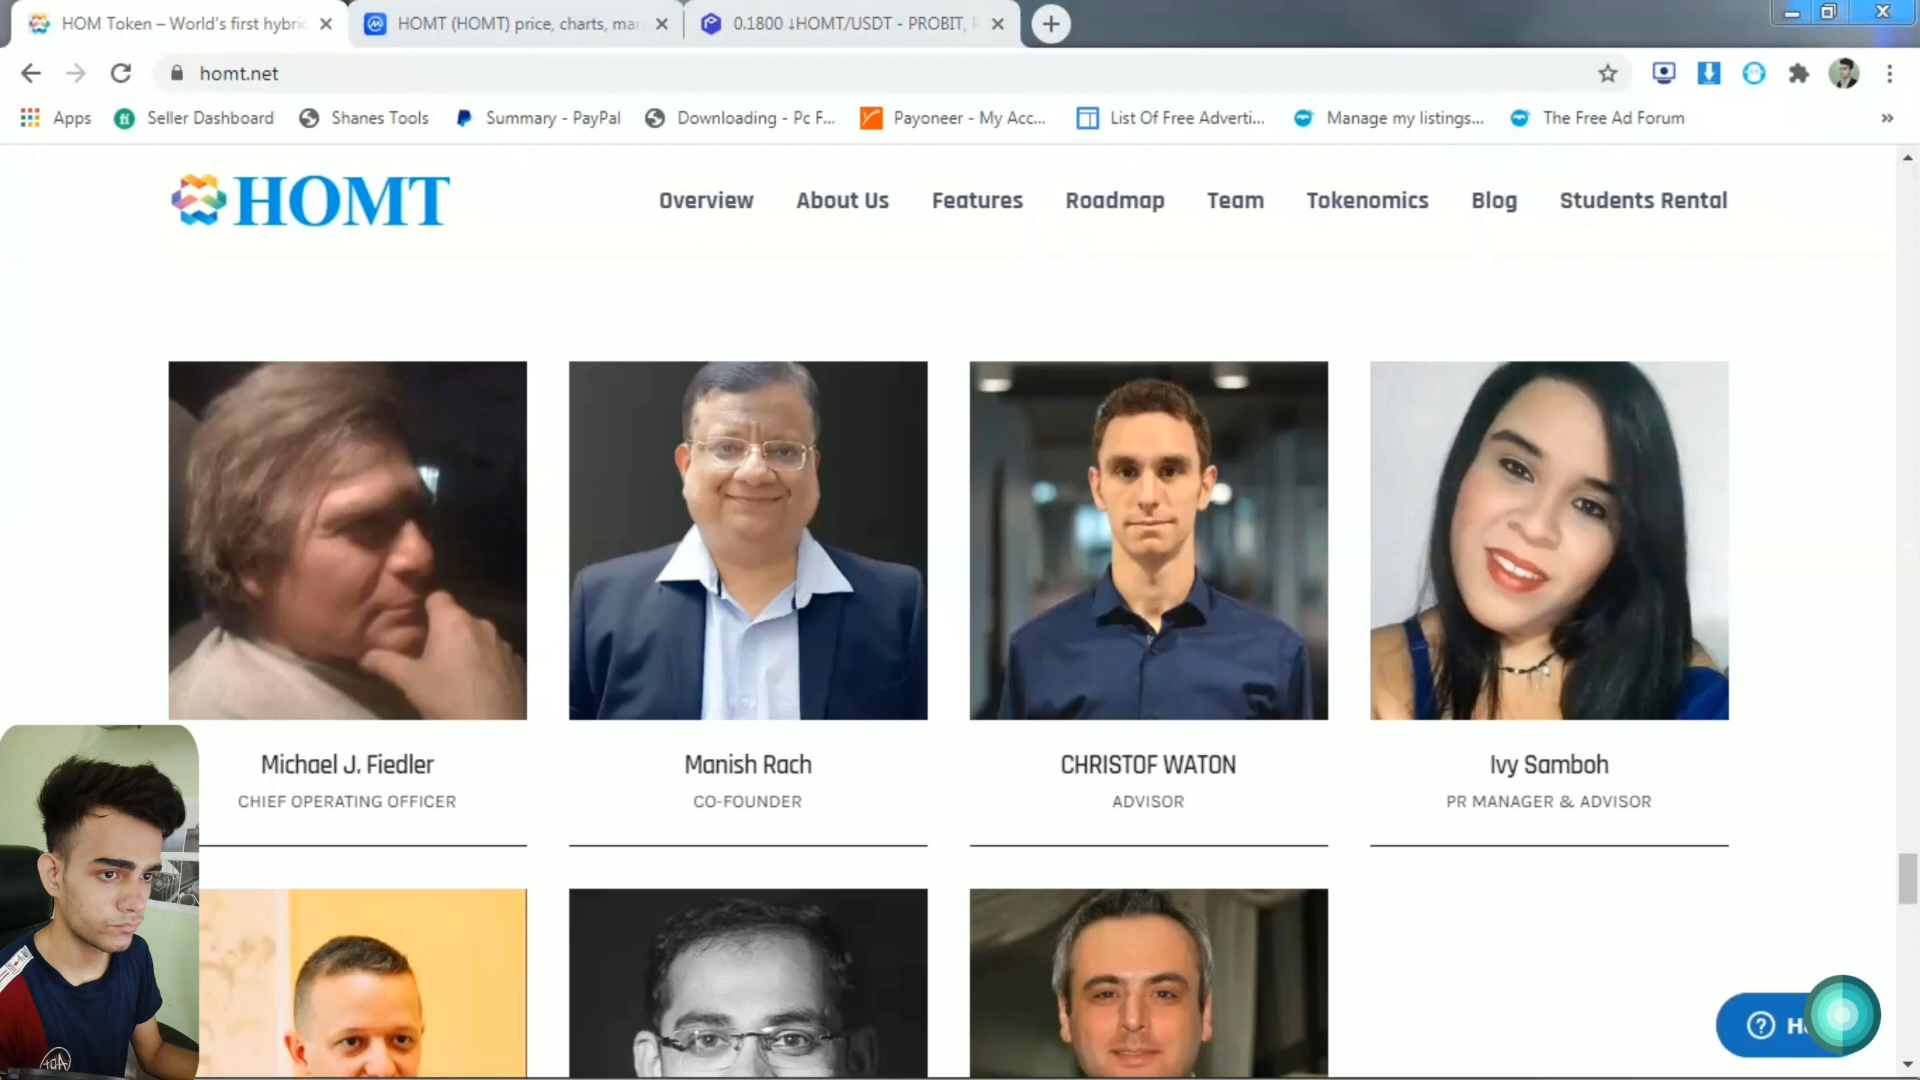 HOM Token – World's first hybri
HOMT (HOMT) price, charts, ma
0.1800 ↓HOMT/USDT - PROBIT,
homt.net
Apps
Seller Dashboard
Shanes Tools
Summary - PayPal
Downloading - Pc F...
Payoneer - My Acc...
List Of Free Adverti...
Manage my listings...
The Free Ad Forum
»
HOMT
Overview
About Us
Features
Roadmap
Team
Tokenomics
Blog
Students Rental
Michael J. Fiedler
CHIEF OPERATING OFFICER
Manish Rach
CO-FOUNDER
CHRISTOF WATON
ADVISOR
Ivy Samboh
PR MANAGER & ADVISOR